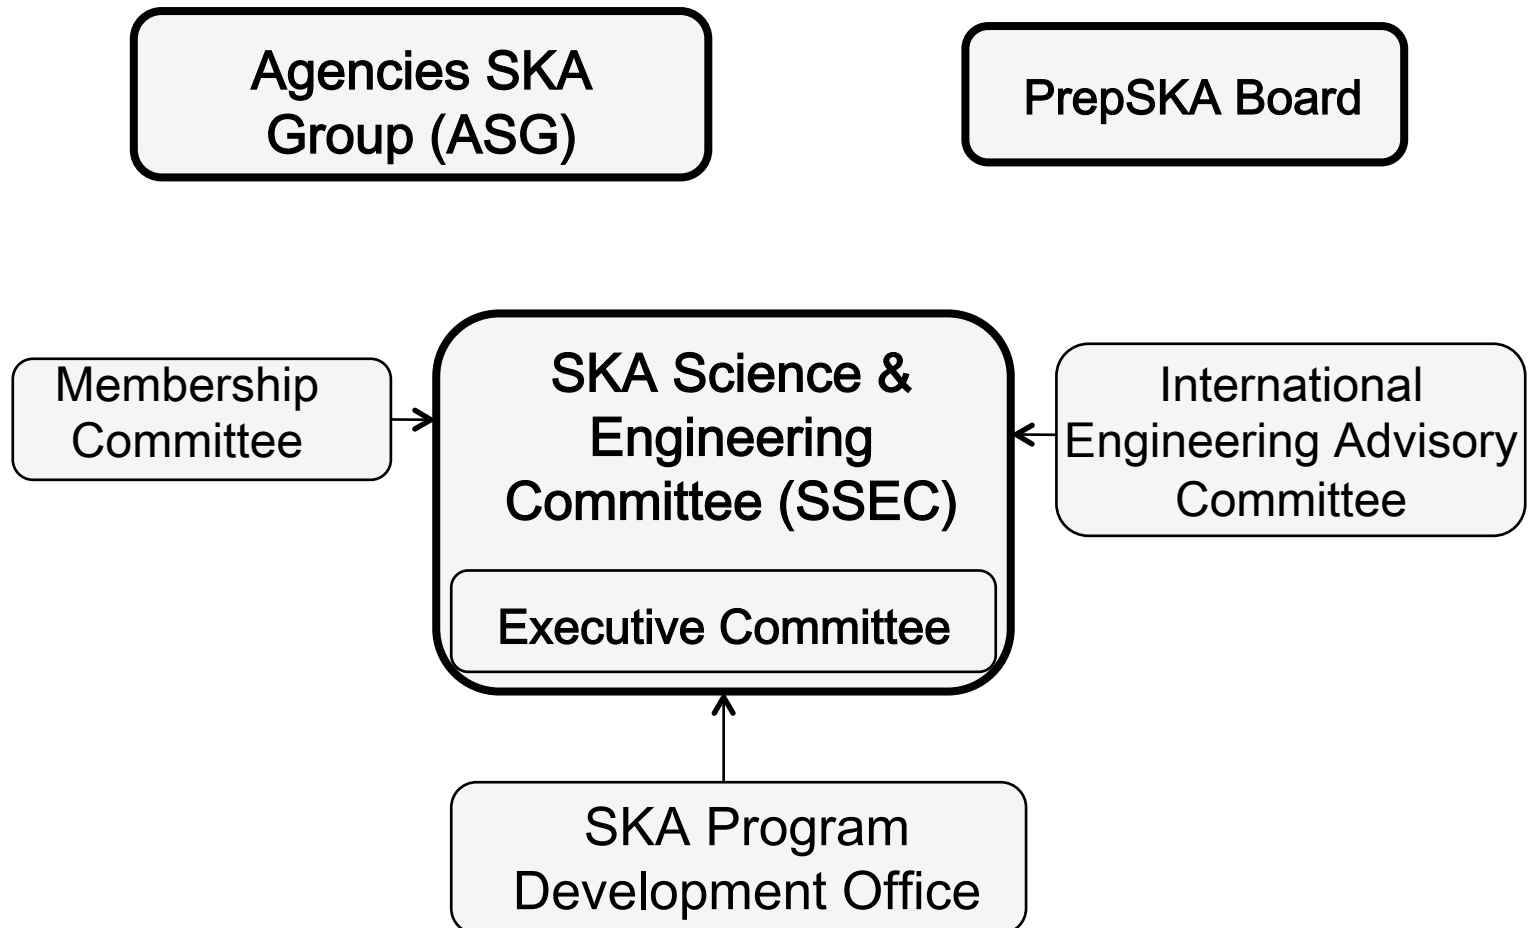 Agencies SKA
Group (ASG)
PrepSKA Board
Membership
Committee
SKA Science &
Engineering
Committee (SSEC)
Executive Committee
International
Engineering Advisory
Committee
SKA Program
Development Office